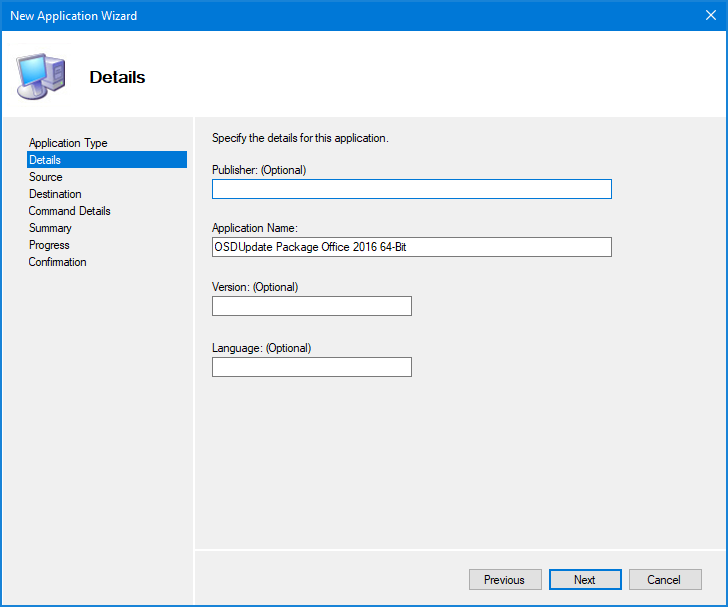 New Application Wizard
Details
Application Type
Details
Source
Destination
Command Details
Summary
Progress
Confirmation
Specify the details for this application.
Publisher: (Optional)
Application Name:
OSDUpdate Package Office 2016 64-Bit
Version: (Optional)
Language: (Optional)
Previous
Next
Cancel